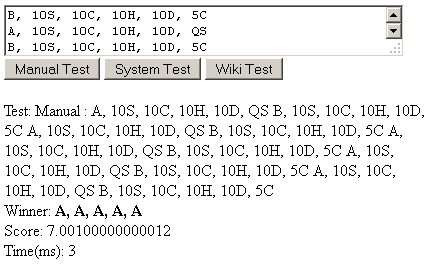 B, 10S, 10C, 10H, 10D, 5C
A, 10S, 10C, 10H, 10D, QS
B, 10S, 10C, 10H, 10D, 5C
Manual Test System Test Wiki Test
Test: Manual : A, 10S, 10C, 10H, 10D, QS B, 10S, 10C, 10H, 10D,
5C A, 10S, 10C, 10H, 10D, QS B, 10S, 10C, 10H, 10D, 5C A,
10S, 10C, 10H, 10D, QS B, 10S, 10C, 10H, 10D, 5C A, 10S,
10C, 10H, 10D, QS B, 10S, 10C, 10H, 10D, 5C A, 10S, 10C,
10H, 10D, QS B, 10S, 10C, 10H, 10D, 5C
Winner: A, A, A, A, A
Score: 7.00100000000012
Time(ms): 3